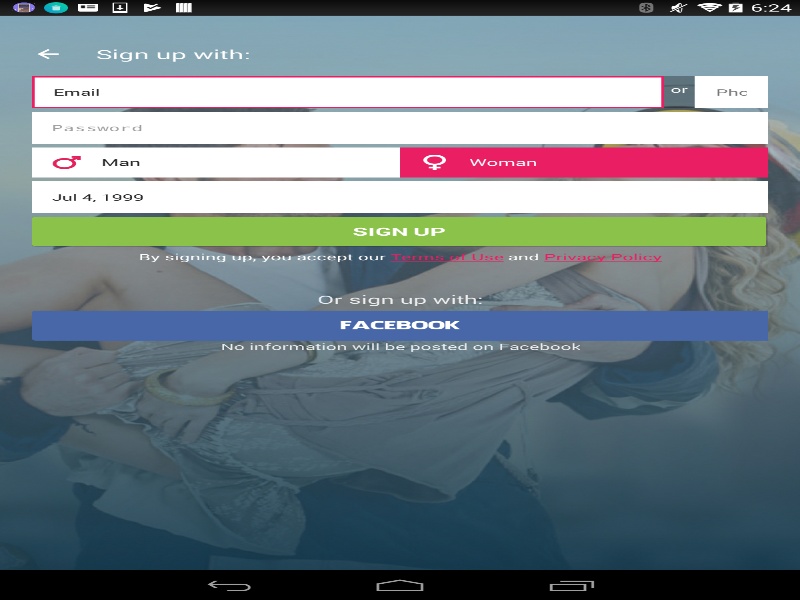 6:24
Sign up with:
Email or Phc
Password
Man Woman
Jul 4, 1999
SIGN UP
By signing up, you accept our Terms of Use and Privacy Policy
Or sign up with:
FACEBOOK
No information will be posted on Facebook